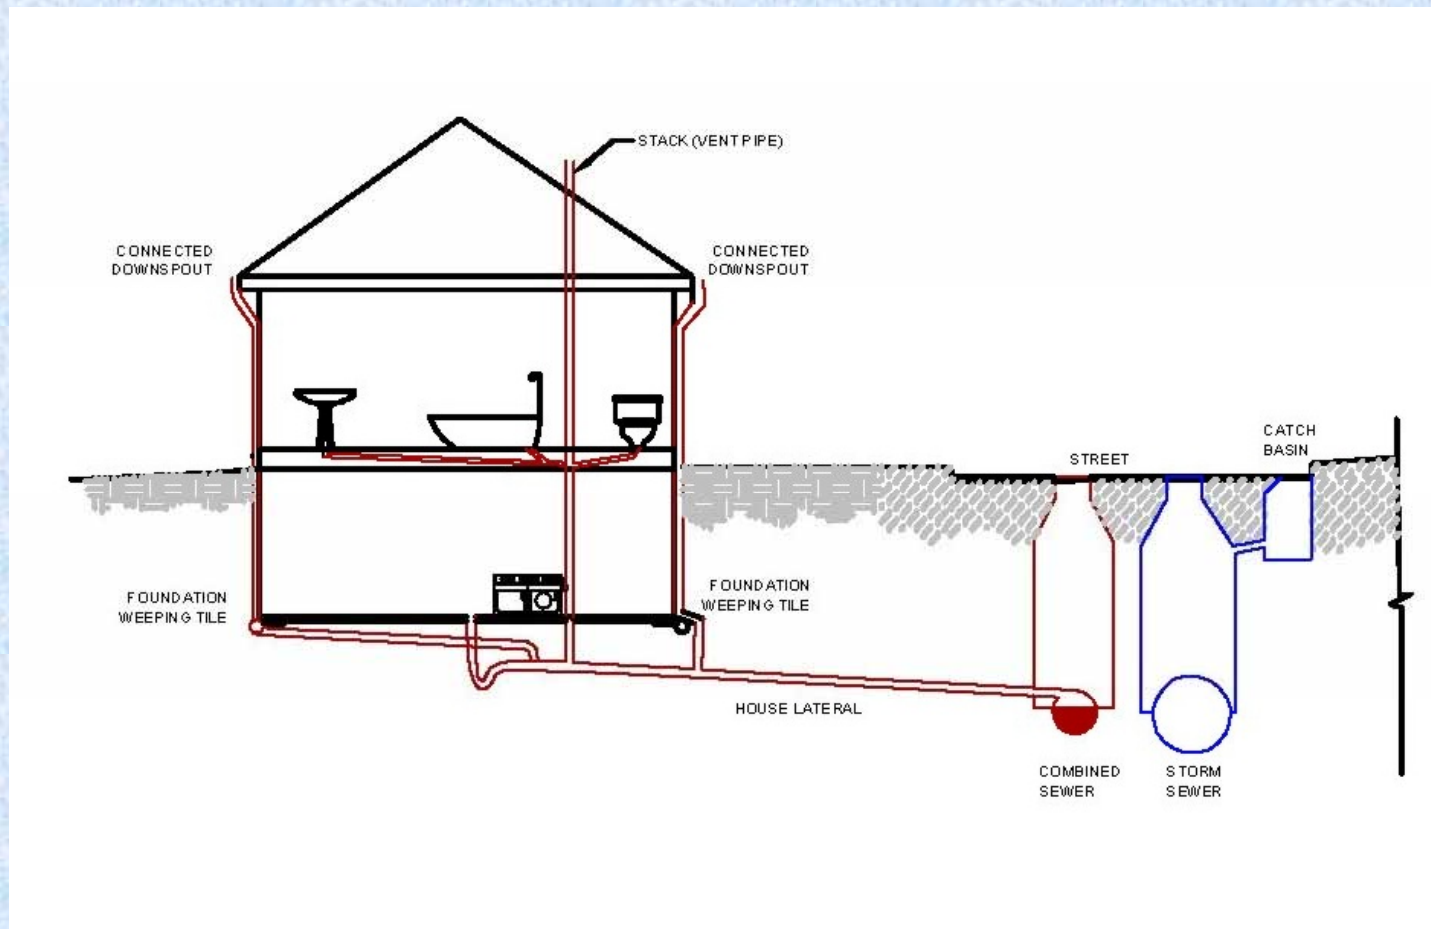 STACK (VENT PIPE)
CONNECTED
DOWNSPOUT
CONNECTED
DOWNSPOUT
CATCH
BASIN
STREET
FOUNDATION
WEEPING TILE
FOUNDATION
WEEPING TILE
HOUSE LATERAL
COMBINED
SEWER
STORM
SEWER